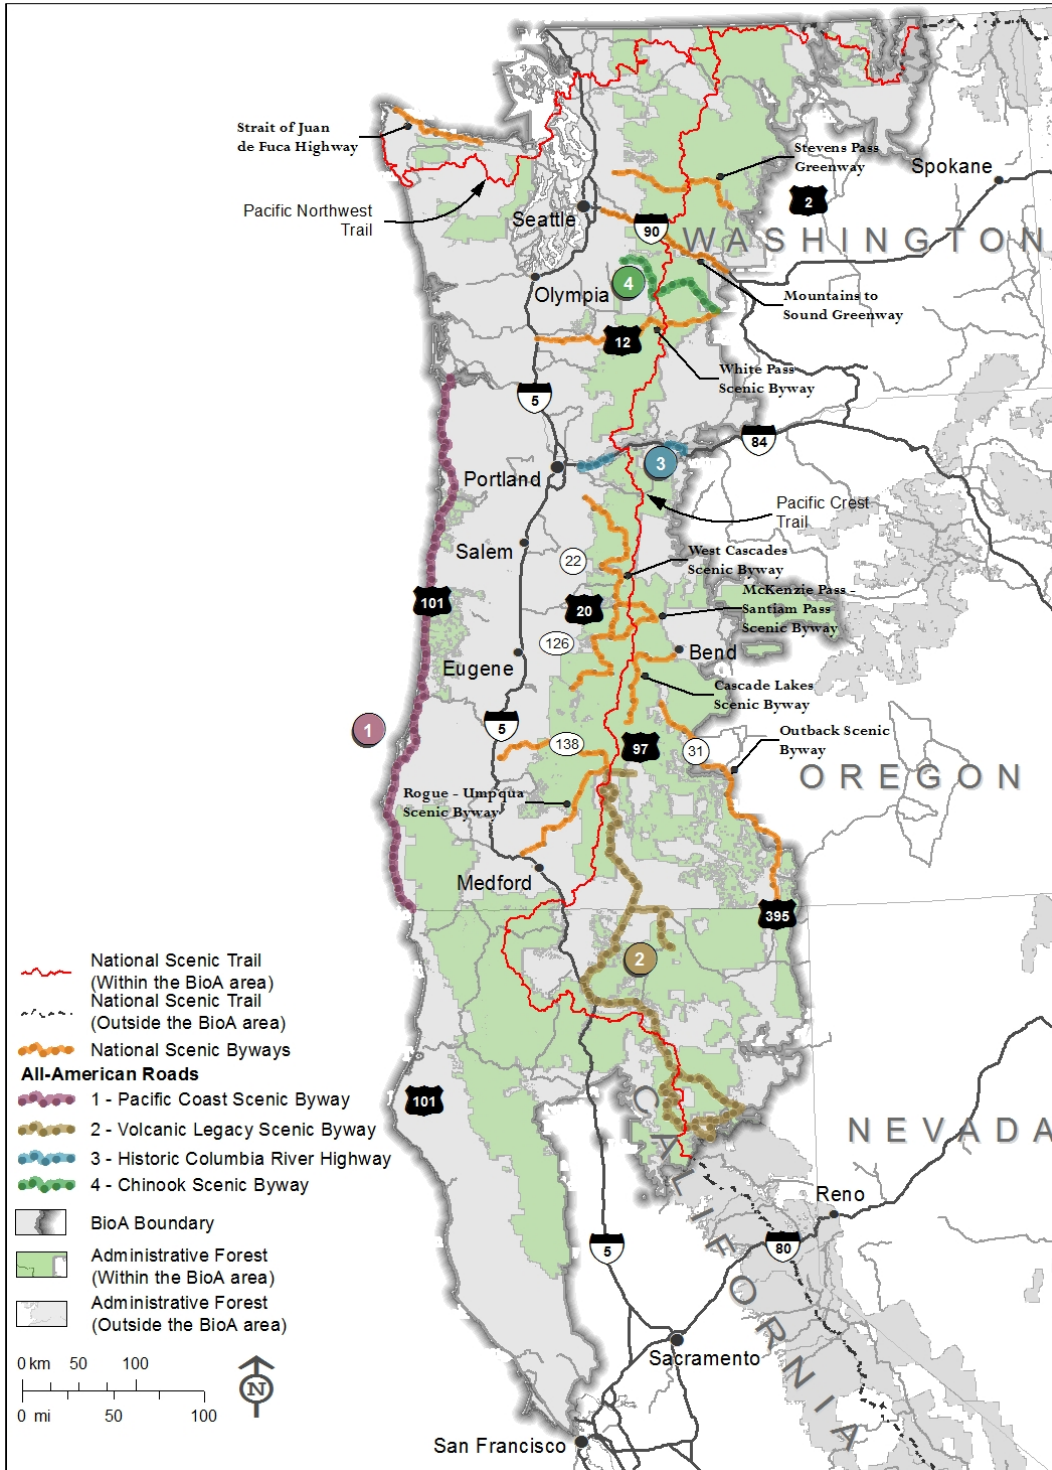 Strait of Juan
de Fuca Highway
Pacific Northwest
Trail
Seattle
Olympia
Stevens Pass
Greenway
Spokane
2
90
WASHINGTON
4
Mountains to
Sound Greenway
12
White Pass
Scenic Byway
5
84
3
Portland
Pacific Crest
Trail
Salem
22
West Cascades
Scenic Byway
101
20
McKenzie Pass -
Santiam Pass
Scenic Byway
126
Eugene
Bend
Cascade Lakes
Scenic Byway
1
5
138
97
31
Outback Scenic
Byway
OREGON
Rogue - Umpqua
Scenic Byway
Medford
395
2
101
CALIFORNIA
NEVADA
Reno
5
80
Sacramento
San Francisco
National Scenic Trail
(Within the BioA area)
National Scenic Trail
(Outside the BioA area)
National Scenic Byways
All-American Roads
1 - Pacific Coast Scenic Byway
2 - Volcanic Legacy Scenic Byway
3 - Historic Columbia River Highway
4 - Chinook Scenic Byway
BioA Boundary
Administrative Forest
(Within the BioA area)
Administrative Forest
(Outside the BioA area)
0 km 50 100
N
0 mi 50 100